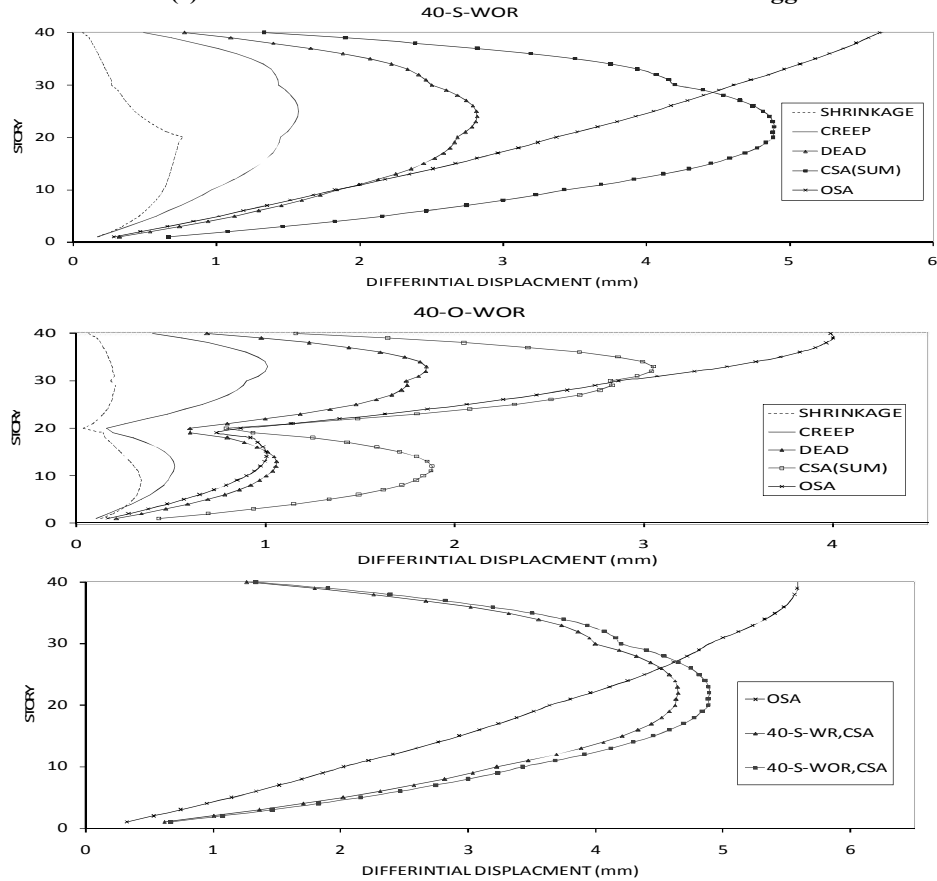 40-S-WOR
40
30
20
10
0
STORY
SHRINKAGE
CREEP
DEAD
CSA(SUM)
OSA
0 1 2 3 4 5 6
DIFFERINTIAL DISPLACMENT (mm)
40-O-WOR
40
30
20
10
0
STORY
SHRINKAGE
CREEP
DEAD
CSA(SUM)
OSA
0 1 2 3 4
DIFFERINTIAL DISPLACMENT (mm)
40
30
20
10
0
STORY
OSA
40-S-WR,CSA
40-S-WOR,CSA
0 1 2 3 4 5 6
DIFFERINTIAL DISPLACMENT (mm)